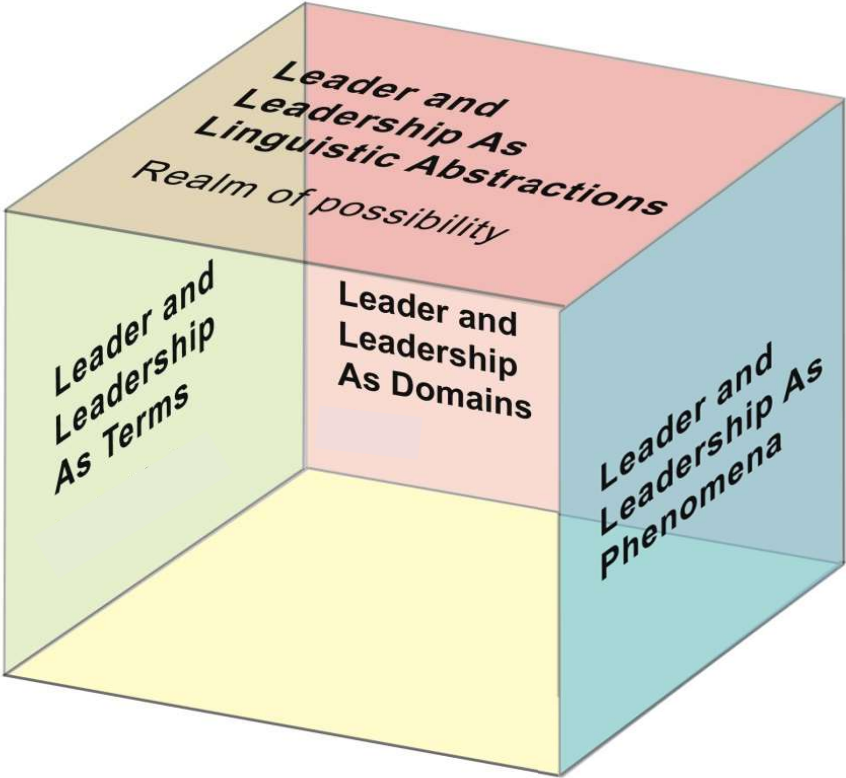 Leader and
Leadership As
Linguistic Abstractions
Realm of possibility
Leader and
Leadership
As Terms
Leader and
Leadership
As Domains
Leader and
Leadership As
Phenomena